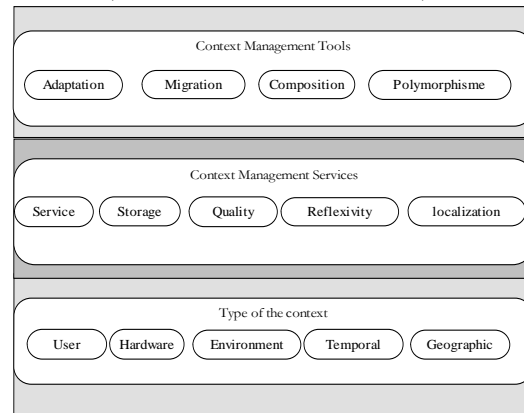 Context Management Tools
Adaptation Migration Composition Polymorphisme
Context Management Services
Service Storage Quality Reflexivity localization
Type of the context
User Hardware Environment Temporal Geographic